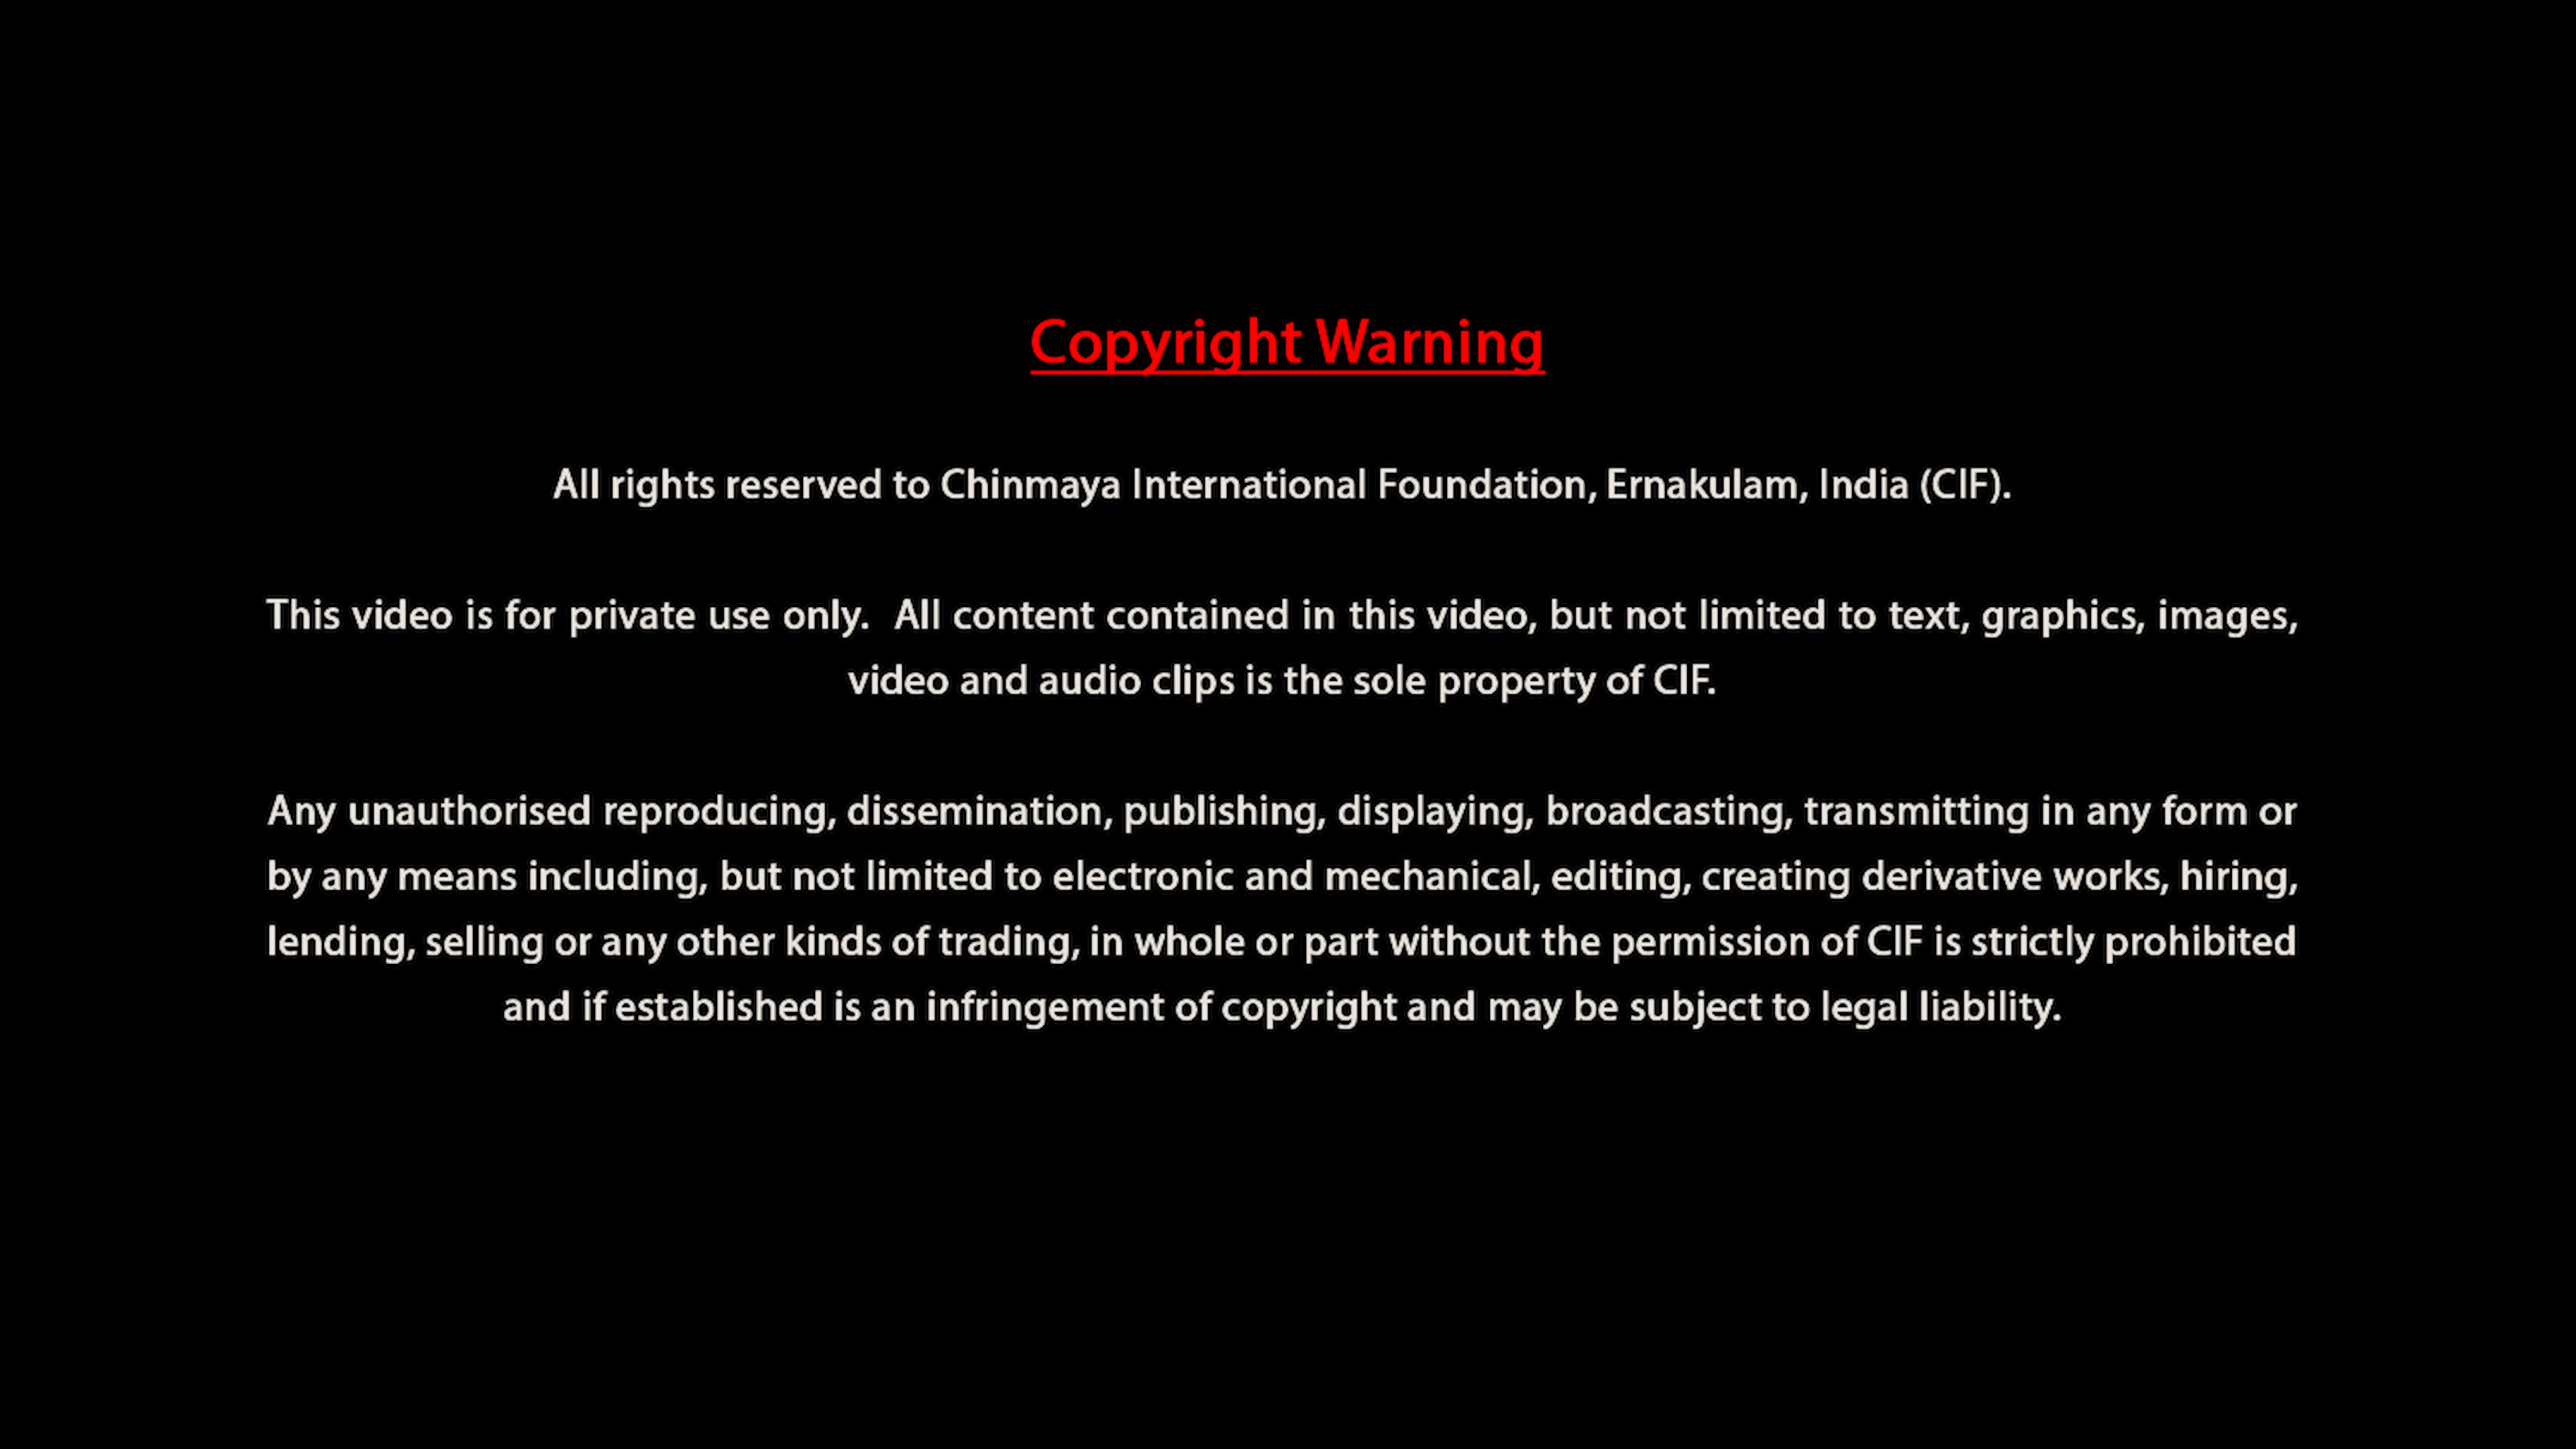 Copyright Warning
All rights reserved to Chinmaya International Foundation, Ernakulam, India (CIF).
This video is for private use only.  All content contained in this video, but not limited to text, graphics, images,
video and audio clips is the sole property of CIF.
Any unauthorised reproducing, dissemination, publishing, displaying, broadcasting, transmitting in any form or
by any means including, but not limited to electronic and mechanical, editing, creating derivative works, hiring,
lending, selling or any other kinds of trading, in whole or part without the permission of CIF is strictly prohibited
and if established is an infringement of copyright and may be subject to legal liability.